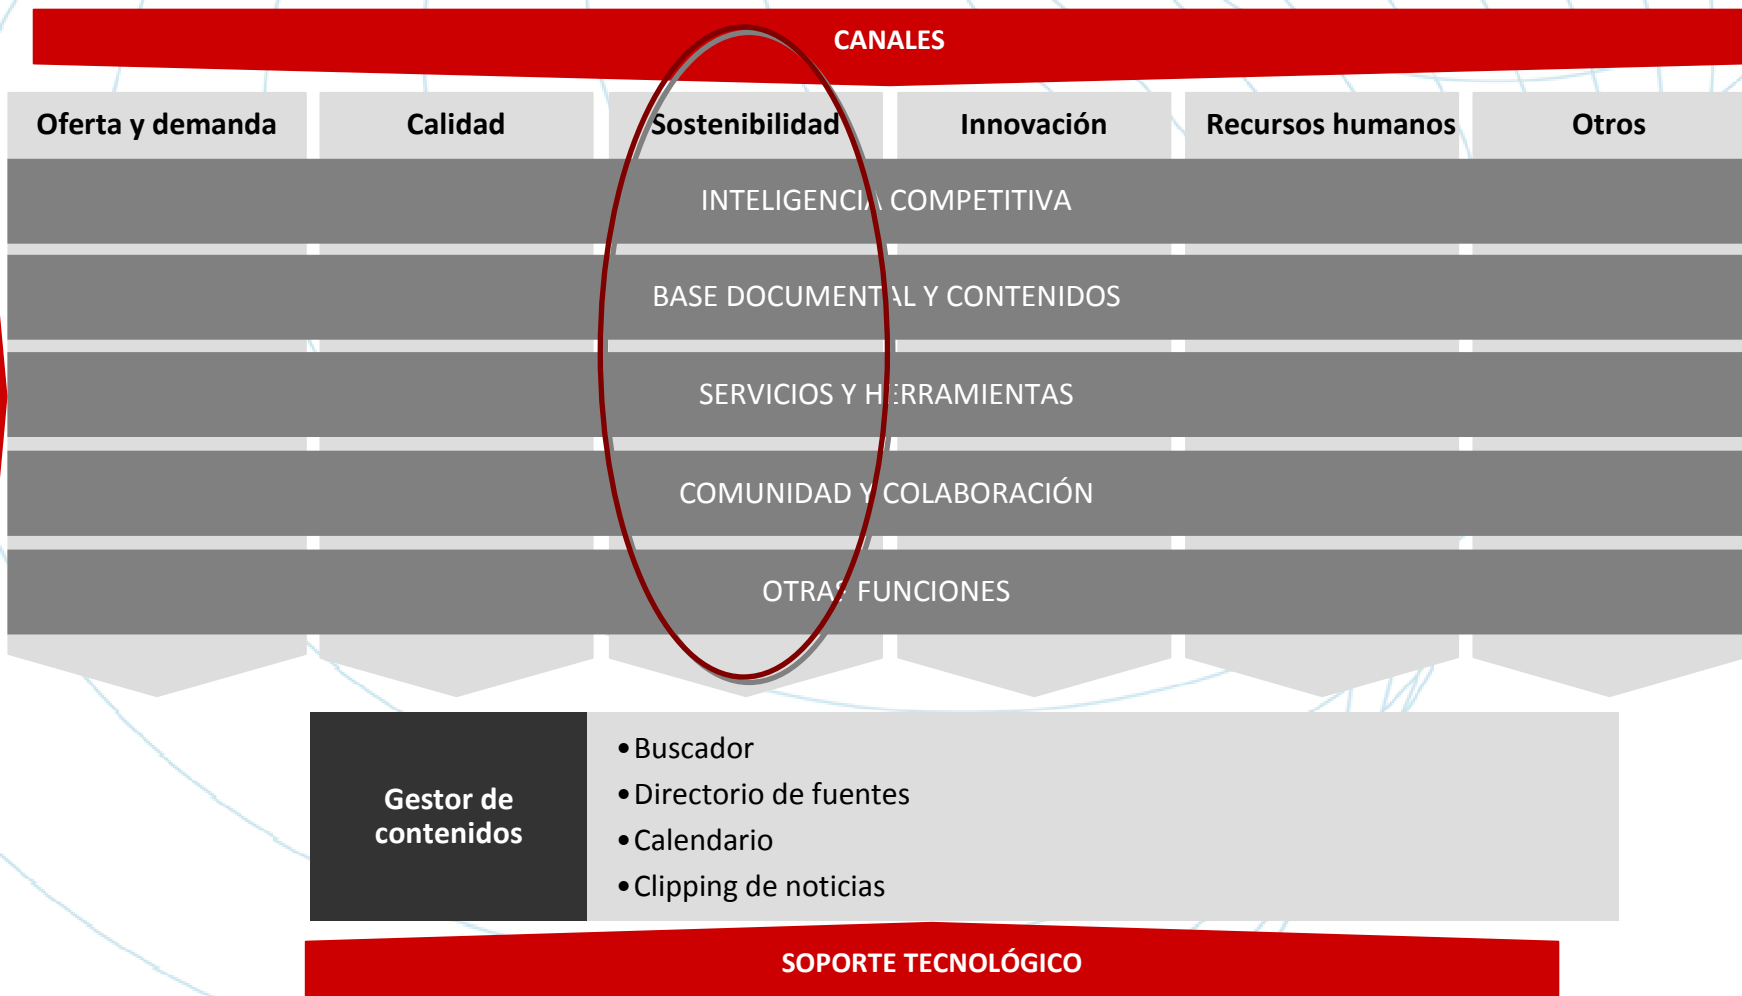 CANALES
Oferta y demanda
Calidad
Sostenibilidad
Innovación
Recursos humanos
Otros
INTELIGENCIA COMPETITIVA
BASE DOCUMENTAL Y CONTENIDOS
SERVICIOS Y HERRAMIENTAS
COMUNIDAD Y COLABORACIÓN
OTRAS FUNCIONES
Gestor de
contenidos
•Buscador
•Directorio de fuentes
•Calendario
•Clipping de noticias
SOPORTE TECNOLÓGICO